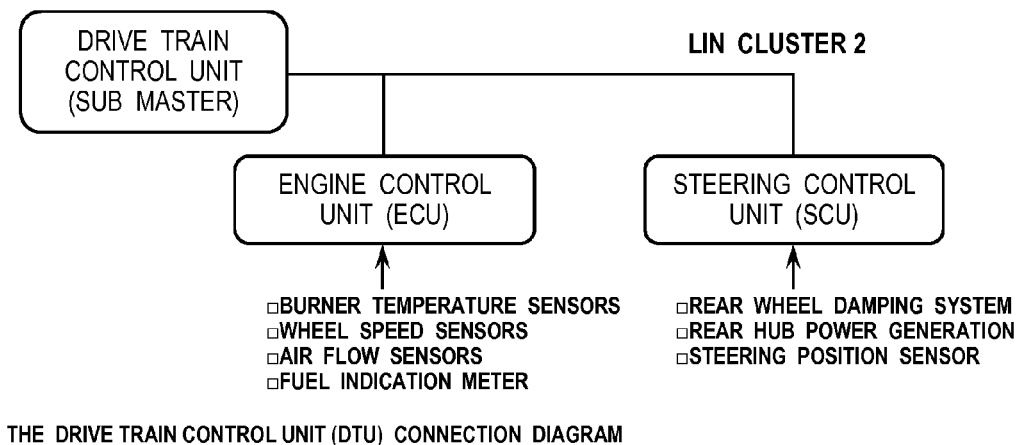 DRIVE TRAIN
CONTROL UNIT
(SUB MASTER)
LIN CLUSTER 2
ENGINE CONTROL
UNIT (ECU)
STEERING CONTROL
UNIT (SCU)
□BURNER TEMPERATURE SENSORS
□WHEEL SPEED SENSORS
□AIR FLOW SENSORS
□FUEL INDICATION METER
□REAR WHEEL DAMPING SYSTEM
□REAR HUB POWER GENERATION
□STEERING POSITION SENSOR
THE DRIVE TRAIN CONTROL UNIT (DTU) CONNECTION DIAGRAM